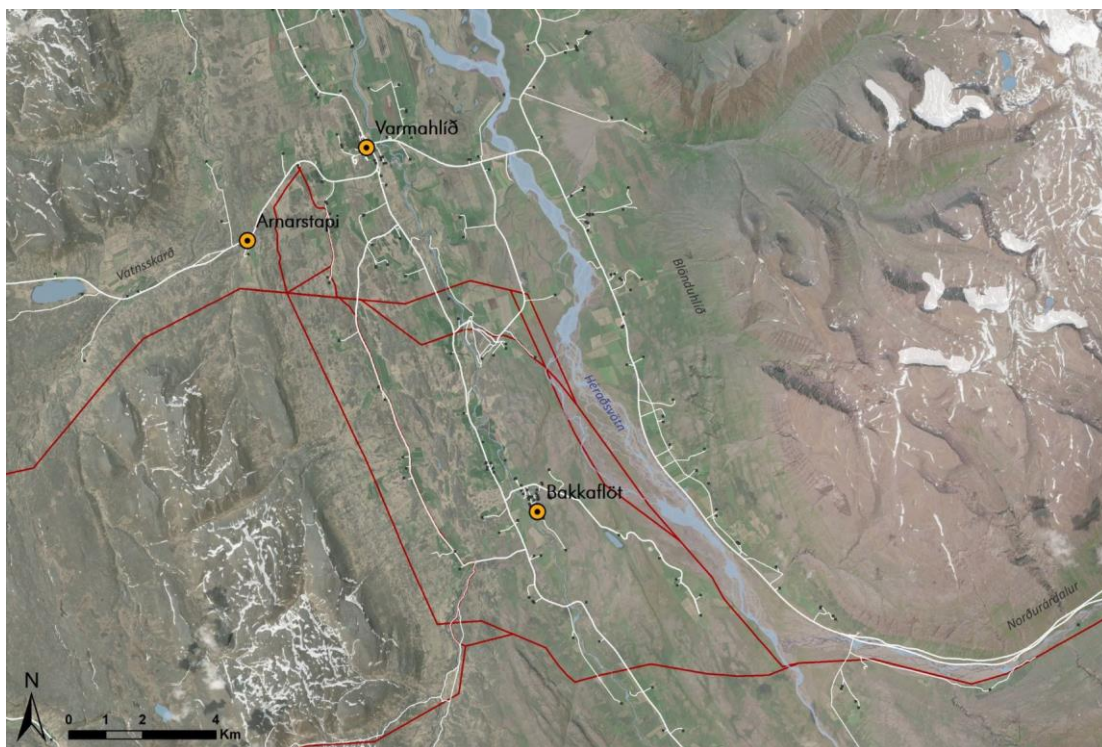 Varmahlíð
Arnarstapi
Vatnsskarð
Blönduhlíð
Héraðsvötn
Bakkaflöt
Norðurárdalur
N
0 1 2 4
Km